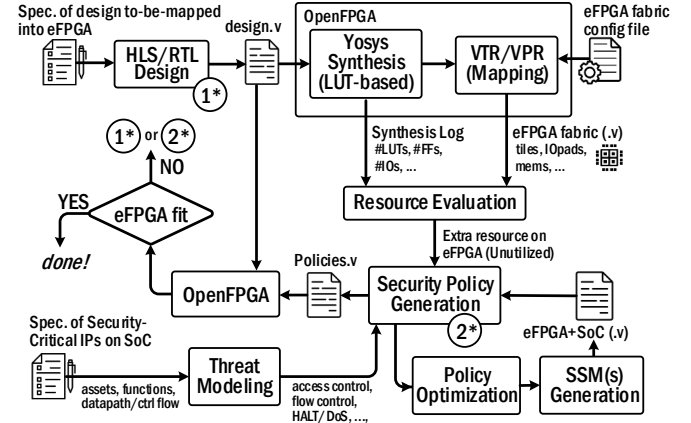 Spec. of design to-be-mapped
into eFPGA
design.v
OpenFPGA
eFPGA fabric
config file
HLS/RTL
Design
1*
Yosys
Synthesis
(LUT-based)
VTR/VPR
(Mapping)
1* or 2*
NO
Synthesis Log
#LUTs, #FFs,
#IOs, ...
eFPGA fabric (.v)
tiles, IOpads,
mems, ...
YES
eFPGA fit
done!
Resource Evaluation
Extra resource on
eFPGA (Unutilized)
Policies.v
OpenFPGA
Security Policy
Generation
2*
eFPGA+SoC (.v)
Spec. of Security-
Critical IPs on SoC
assets, functions,
datapath/ctrl flow
Threat
Modeling
access control,
flow control,
HALT/ DoS, ...,
Policy
Optimization
SSM(s)
Generation